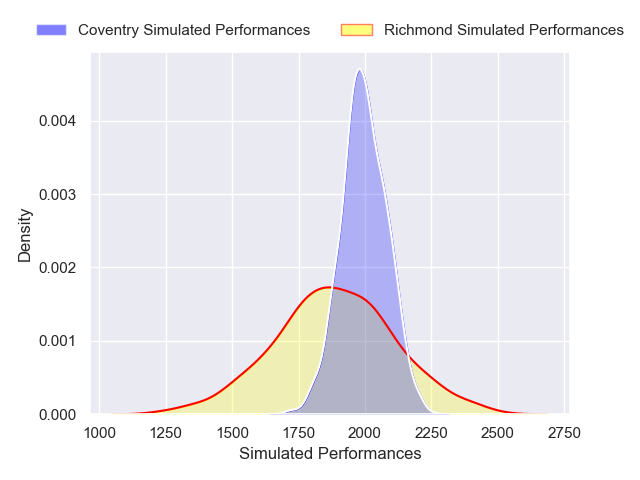 Coventry Simulated Performances
Richmond Simulated Performances
0.004
0.003
0.002
0.001
0.000
Density
1000 1250 1500 1750 2000 2250 2500 2750
Simulated Performances